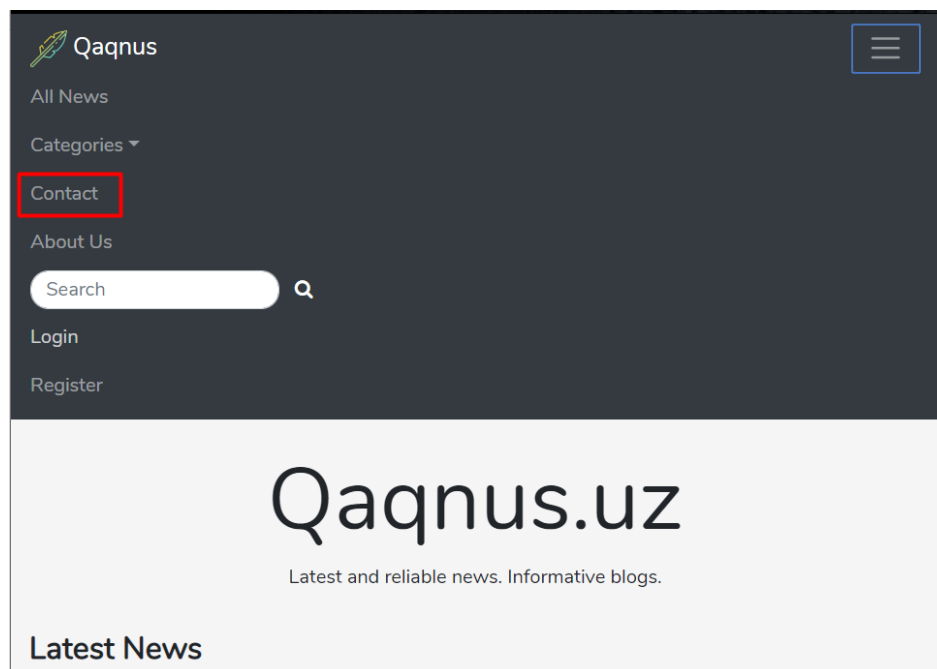 Qaqnus
All News
Categories
Contact
About Us
Search
Login
Register
Qaqnus.uz
Latest and reliable news. Informative blogs.
Latest News